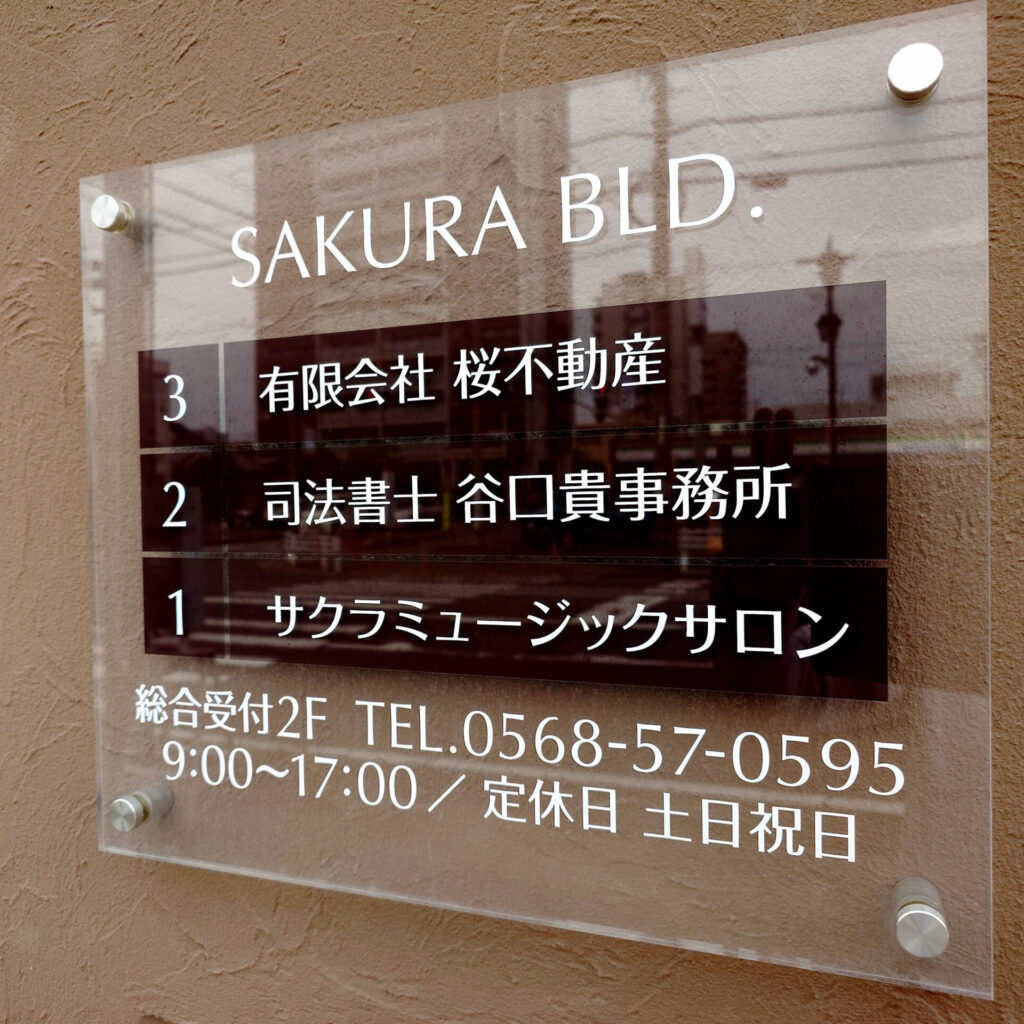 SAKURA BLD.
3 有限会社 桜不動産
2 司法書士 谷口貴事務所
1 サクラミュージックサロン
総合受付2F TEL.0568-57-0595
9:00~17:00/定休日 土日祝日